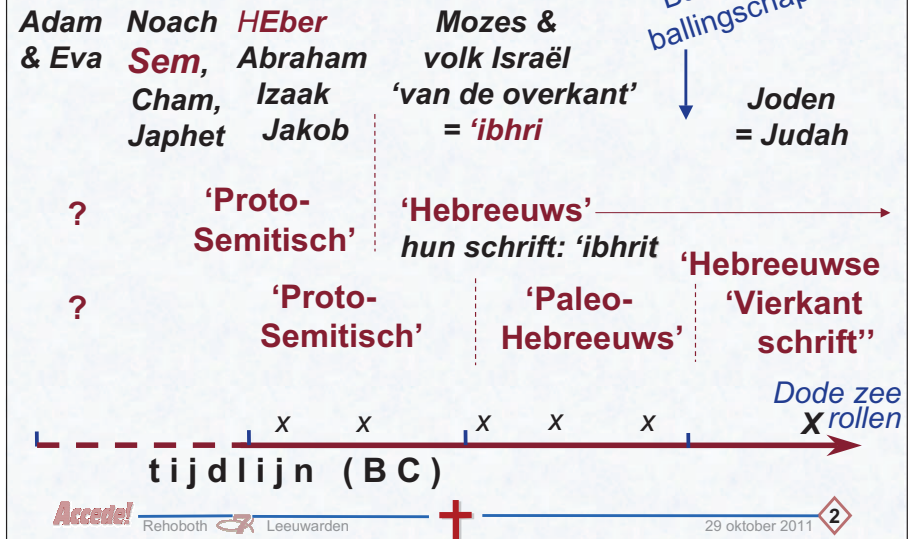 ballingschap
Adam Noach HEber Mozes &
& Eva Sem, Abraham volk Israël
Cham, Izaak 'van de overkant' Joden
Japhet Jakob = 'ibhri = Judah
? 'Proto- 'Hebreeuws'
Semitisch' hun schrift: 'ibhrit
'Hebreeuwse
? 'Proto- 'Paleo- 'Vierkant
Semitisch' Hebreeuws' schrift''
Dode zee
x x x x x x rollen
tijdlijn (BC)
Accede! Rehoboth Leeuwarden 29 oktober 2011 2